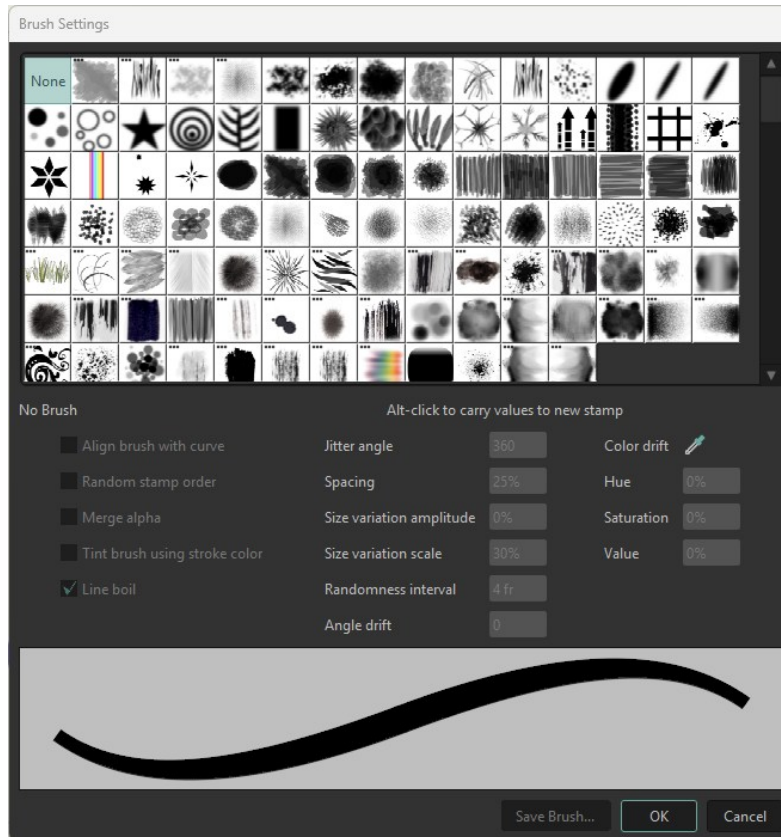 Brush Settings
None
No Brush
Alt-click to carry values to new stamp
Align brush with curve
Jitter angle
360
Color drift
Random stamp order
Spacing
25%
Hue
0%
Merge alpha
Size variation amplitude
0%
Saturation
0%
Tint brush using stroke color
Size variation scale
30%
Value
0%
Line boil
Randomness interval
4 fr
Angle drift
0
Save Brush...
OK
Cancel